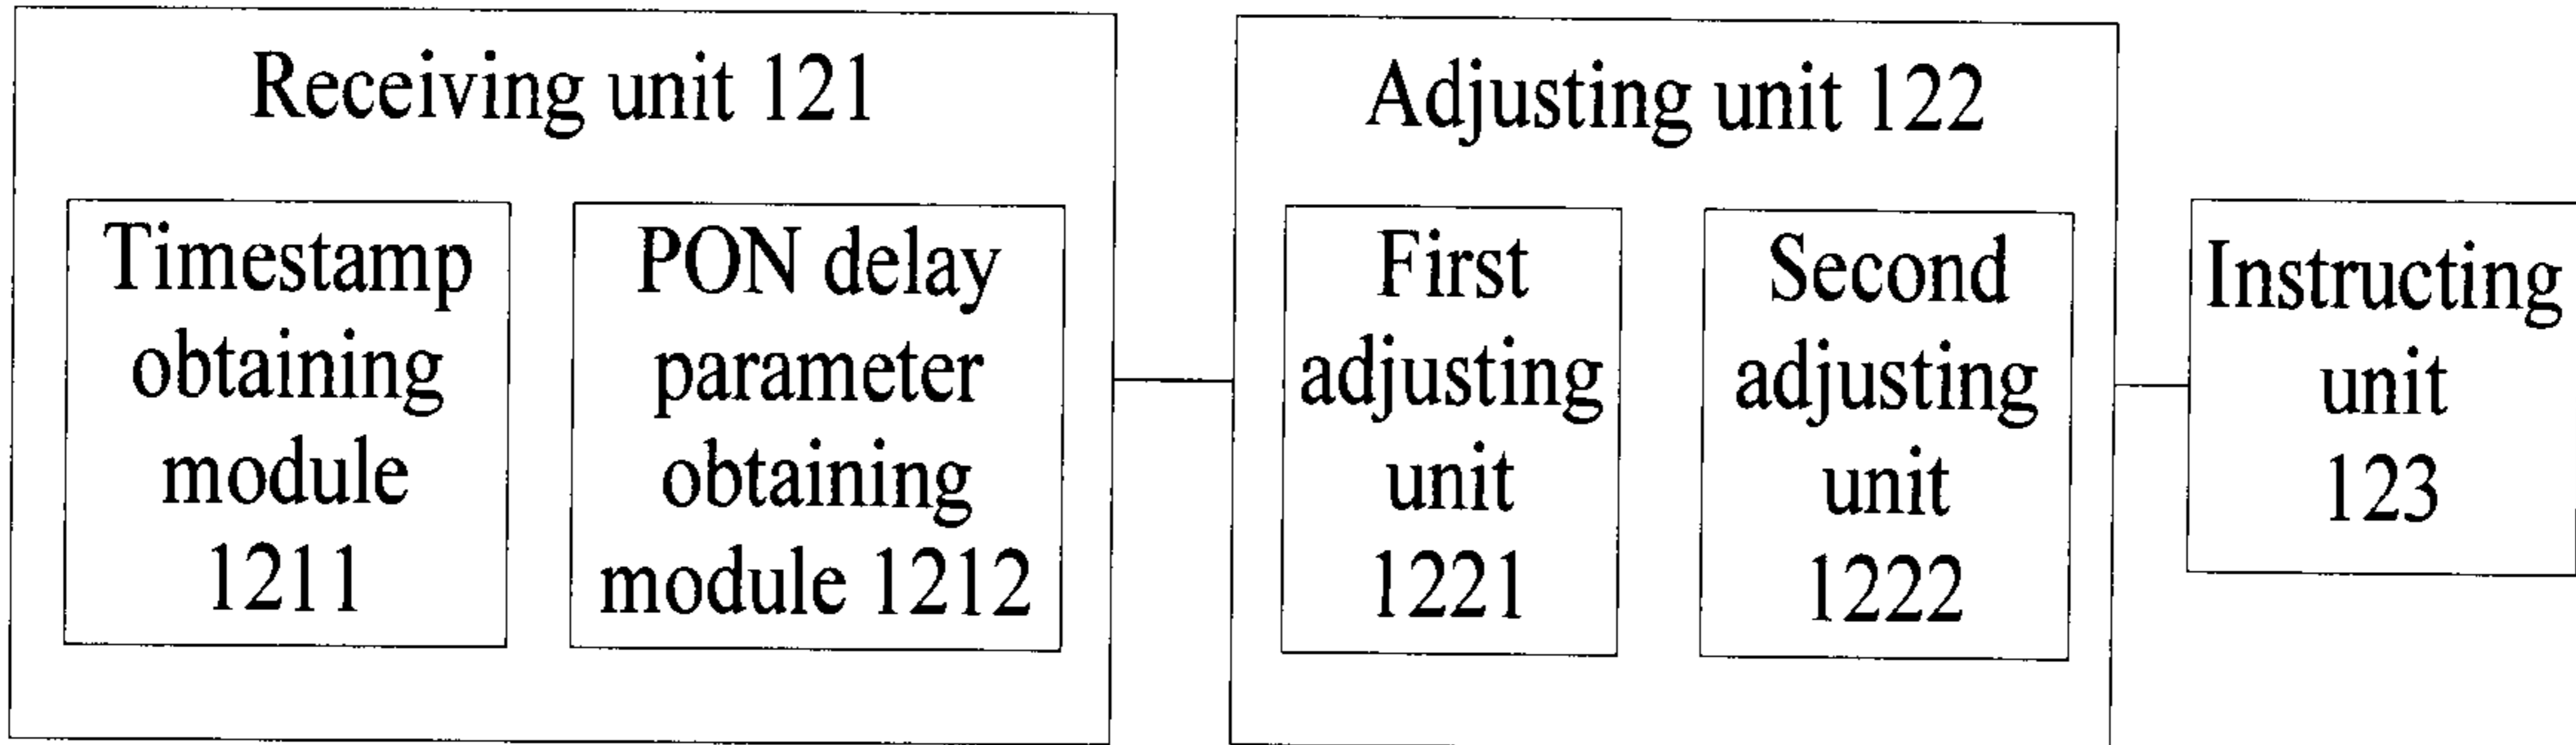 Receiving unit 121
Timestamp
obtaining
module
1211
PON delay
parameter
obtaining
module 1212
Adjusting unit 122
First
adjusting
unit
1221
Second
adjusting
unit
1222
Instructing
unit
123